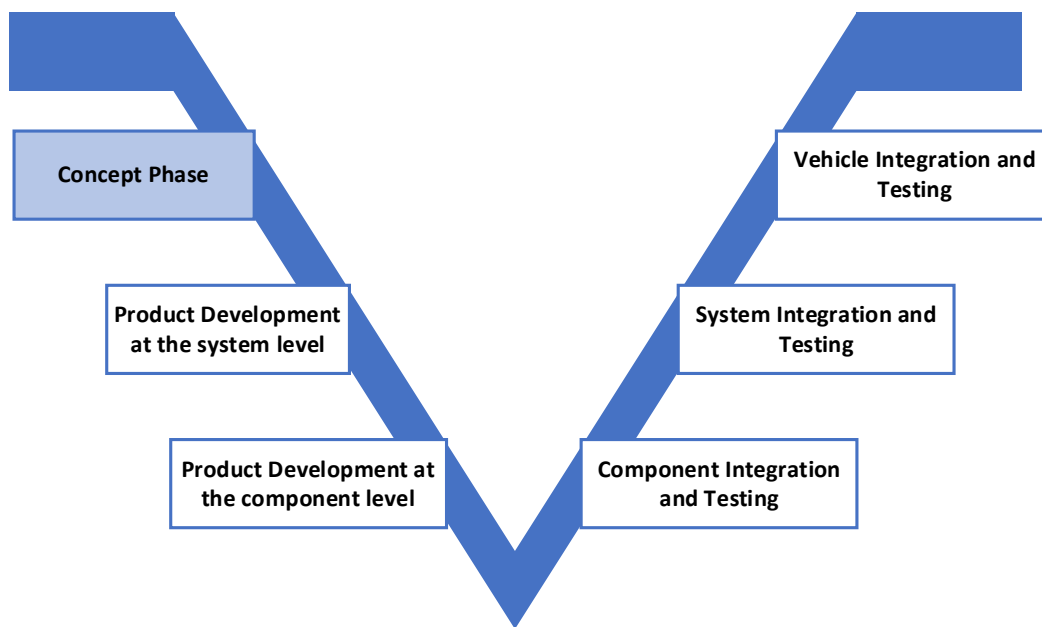 Concept Phase
Vehicle Integration and
Testing
Product Development
at the system level
System Integration and
Testing
Product Development at
the component level
Component Integration
and Testing